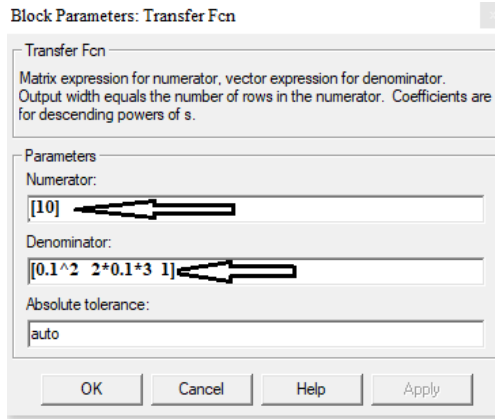 Block Parameters: Transfer Fcn
Transfer Fcn
Matrix expression for numerator, vector expression for denominator.
Output width equals the number of rows in the numerator. Coefficients are
for descending powers of s.
Parameters
Numerator:
[10]
Denominator:
[0.1^2 2*0.1*3 1]
Absolute tolerance:
auto
OK Cancel Help Apply